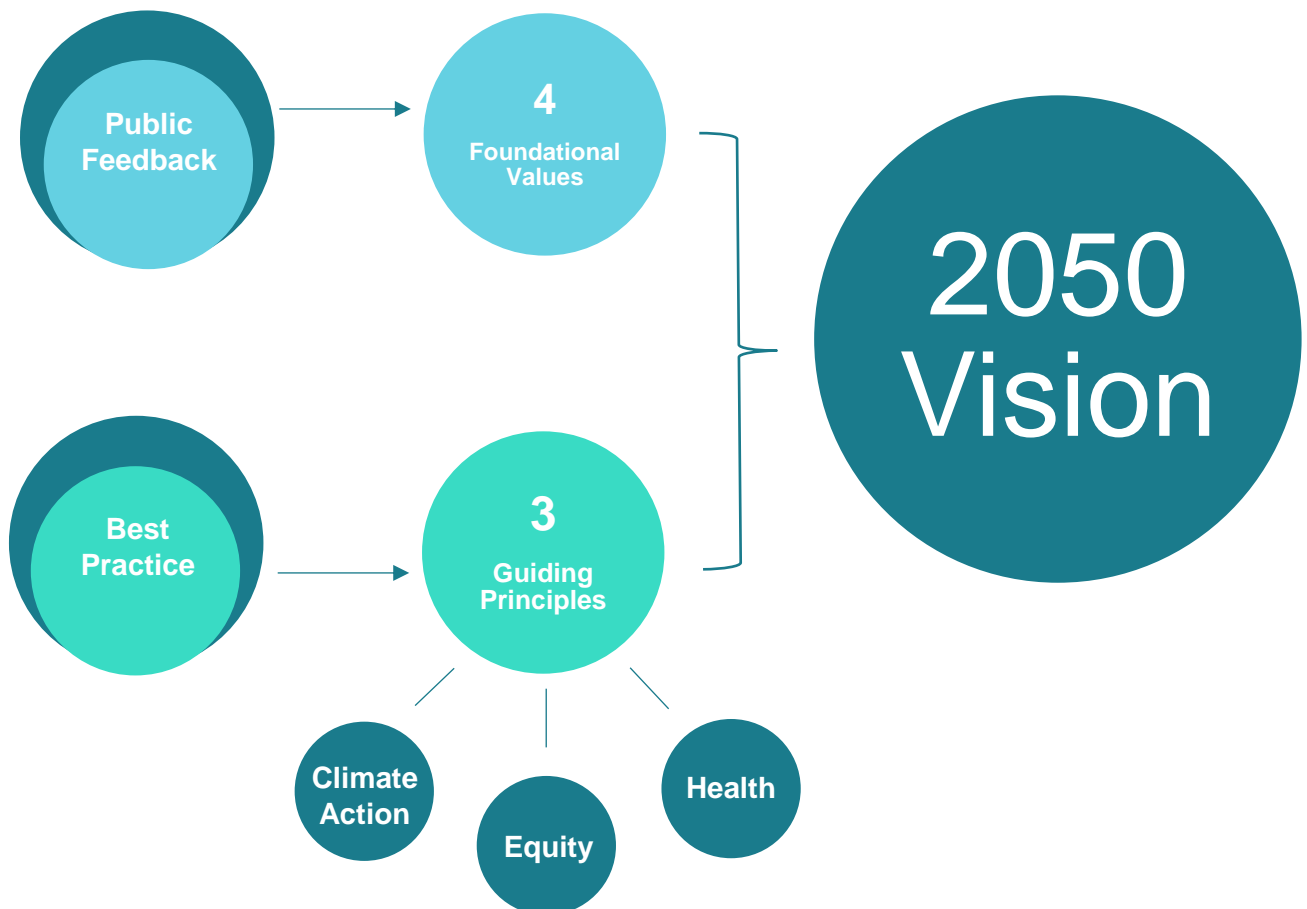 Public
Feedback
4
Foundational
Values
2050
Vision
Best
Practice
3
Guiding
Principles
Climate
Action
Equity
Health